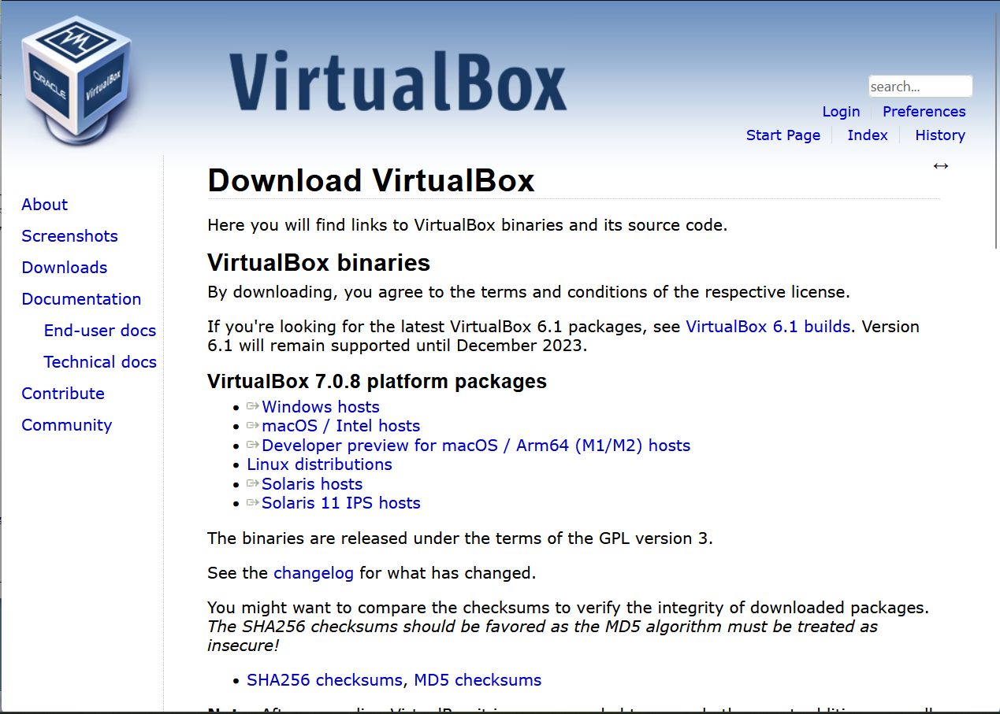 ORACLE
VirtualBox
VirtualBox
search...
Login Preferences
Start Page Index History
About
Screenshots
Downloads
Documentation
End-user docs
Technical docs
Contribute
Community
Download VirtualBox
Here you will find links to VirtualBox binaries and its source code.
VirtualBox binaries
By downloading, you agree to the terms and conditions of the respective license.
If you're looking for the latest VirtualBox 6.1 packages, see VirtualBox 6.1 builds. Version
6.1 will remain supported until December 2023.
VirtualBox 7.0.8 platform packages
• Windows hosts
• macOS / Intel hosts
• Developer preview for macOS / Arm64 (M1/M2) hosts
• Linux distributions
• Solaris hosts
• Solaris 11 IPS hosts
The binaries are released under the terms of the GPL version 3.
See the changelog for what has changed.
You might want to compare the checksums to verify the integrity of downloaded packages.
The SHA256 checksums should be favored as the MD5 algorithm must be treated as
insecure!
• SHA256 checksums, MD5 checksums